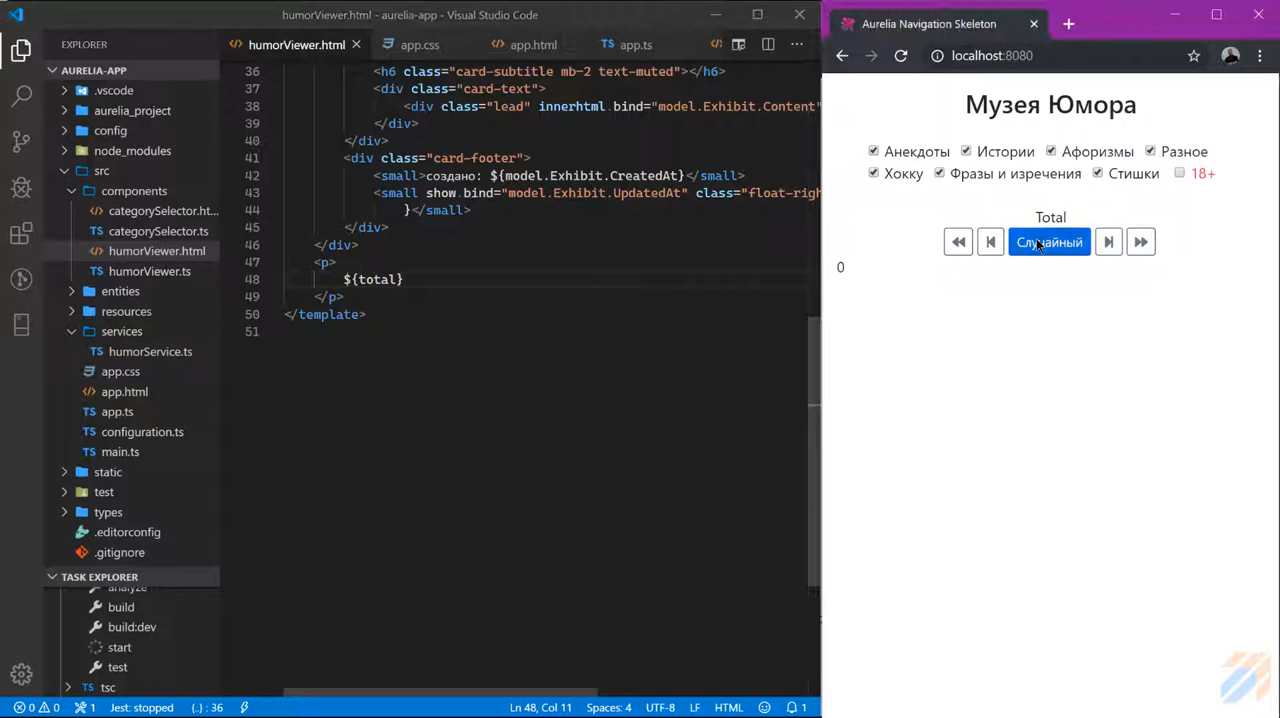 humorViewer.html - aurelia-app - Visual Studio Code
EXPLORER
AURELIA-APP
.vscode
aurelia_project
config
node_modules
src
components
categorySelector.ht...
categorySelector.ts
humorViewer.html
humorViewer.ts
entities
resources
services
humorService.ts
app.css
app.html
app.ts
configuration.ts
main.ts
static
test
types
.editorconfig
.gitignore
TASK EXPLORER
analyze
build
build:dev
start
test
tsc
humorViewer.html
app.css
app.html
app.ts
36 <h6 class="card-subtitle mb-2 text-muted"></h6>
37 <div class="card-text">
38 <div class="lead" innerhtml.bind="model.Exhibit.Content"
39 </div>
40 </div>
41 <div class="card-footer">
42 <small>создано: ${model.Exhibit.CreatedAt}</small>
43 <small show.bind="model.Exhibit.UpdatedAt" class="float-righ
44 }</small>
45 </div>
46 </div>
47 <p>
48 ${total}
49 </p>
50 </template>
51
0 0 1 Jest: stopped {..} : 36 Ln 48, Col 11 Spaces: 4 UTF-8 LF HTML 1
Aurelia Navigation Skeleton
localhost:8080
Музея Юмора
Анекдоты Истории Афоризмы Разное
Хокку Фразы и изречения Стишки 18+
Total
Случайный
0